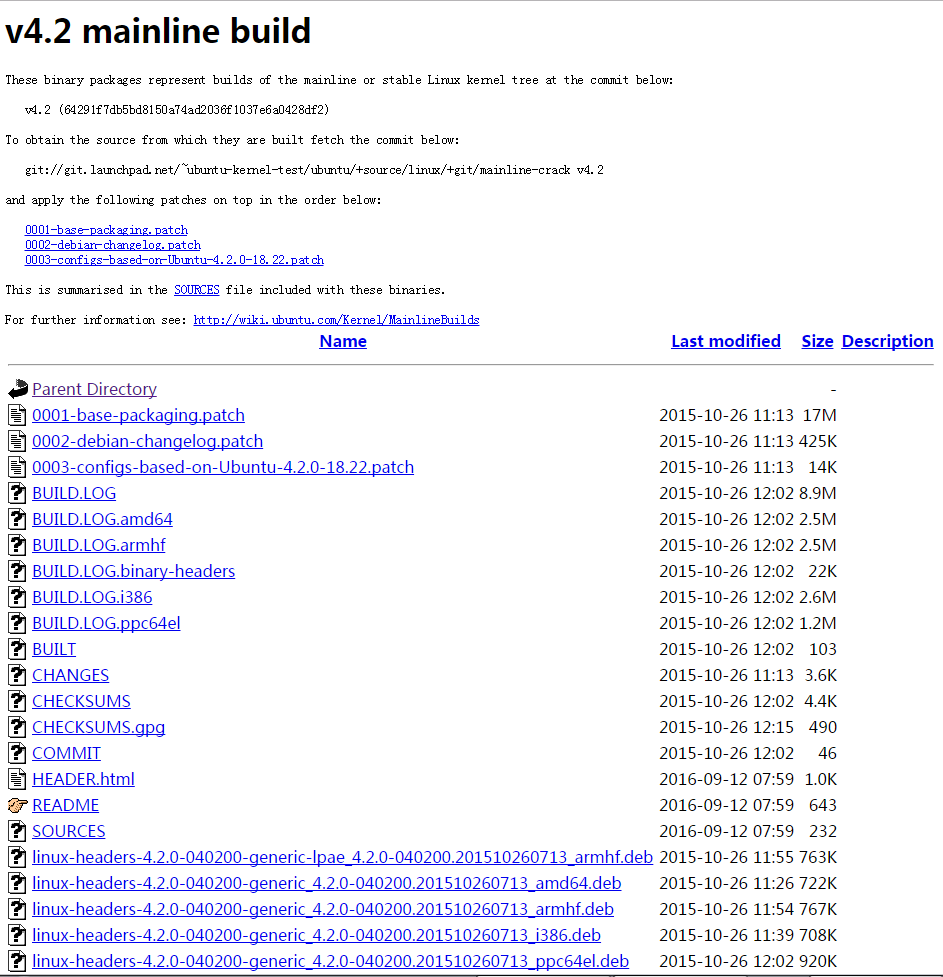 v4.2 mainline build
These binary packages represent builds of the mainline or stable Linux kernel tree at the commit below:
v4.2 (64291f7db5bd8150a74ad2036f1037e6a0428df2)
To obtain the source from which they are built fetch the commit below:
git://git.launchpad.net/~ubuntu-kernel-test/ubuntu/+source/linux/+git/mainline-crack v4.2
and apply the following patches on top in the order below:
0001-base-packaging.patch
0002-debian-changelog.patch
0003-configs-based-on-Ubuntu-4.2.0-18.22.patch
This is summarised in the SOURCES file included with these binaries.
For further information see: http://wiki.ubuntu.com/Kernel/MainlineBuilds
Name Last modified Size Description
Parent Directory -
0001-base-packaging.patch 2015-10-26 11:13 17M
0002-debian-changelog.patch 2015-10-26 11:13 425K
0003-configs-based-on-Ubuntu-4.2.0-18.22.patch 2015-10-26 11:13 14K
BUILD.LOG 2015-10-26 12:02 8.9M
BUILD.LOG.amd64 2015-10-26 12:02 2.5M
BUILD.LOG.armhf 2015-10-26 12:02 2.5M
BUILD.LOG.binary-headers 2015-10-26 12:02 22K
BUILD.LOG.i386 2015-10-26 12:02 2.6M
BUILD.LOG.ppc64el 2015-10-26 12:02 1.2M
BUILT 2015-10-26 12:02 103
CHANGES 2015-10-26 11:13 3.6K
CHECKSUMS 2015-10-26 12:02 4.4K
CHECKSUMS.gpg 2015-10-26 12:15 490
COMMIT 2015-10-26 12:02 46
HEADER.html 2016-09-12 07:59 1.0K
README 2016-09-12 07:59 643
SOURCES 2016-09-12 07:59 232
linux-headers-4.2.0-040200-generic-lpae_4.2.0-040200.201510260713_armhf.deb 2015-10-26 11:55 763K
linux-headers-4.2.0-040200-generic_4.2.0-040200.201510260713_amd64.deb 2015-10-26 11:26 722K
linux-headers-4.2.0-040200-generic_4.2.0-040200.201510260713_armhf.deb 2015-10-26 11:54 767K
linux-headers-4.2.0-040200-generic_4.2.0-040200.201510260713_i386.deb 2015-10-26 11:39 708K
linux-headers-4.2.0-040200-generic_4.2.0-040200.201510260713_ppc64el.deb 2015-10-26 12:02 920K